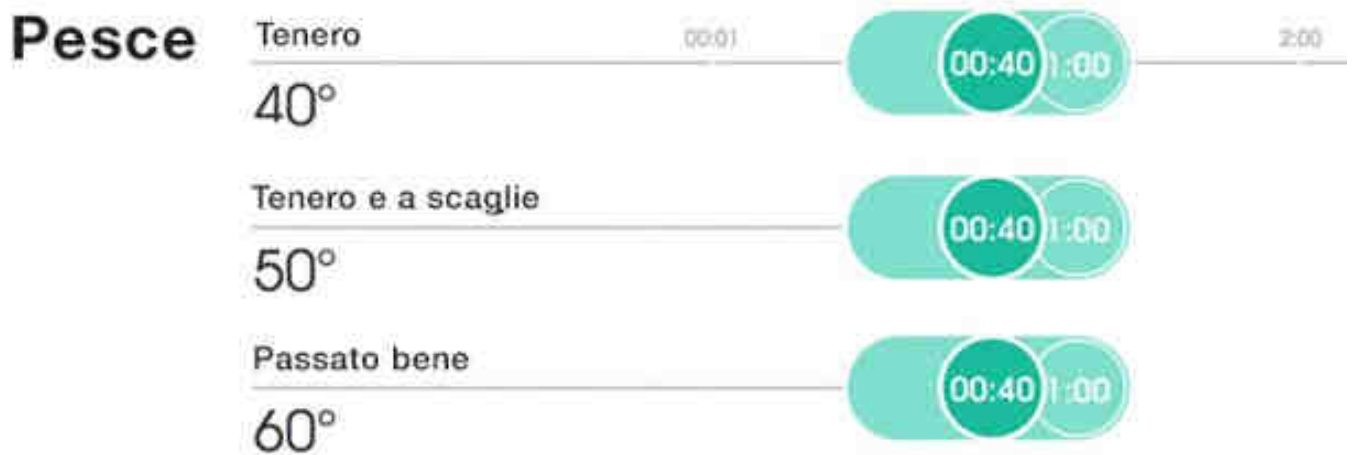 Pesce
Tenero 00:01 00:40 1:00 2:00
40°
Tenero e a scaglie 00:40 1:00
50°
Passato bene 00:40 1:00
60°